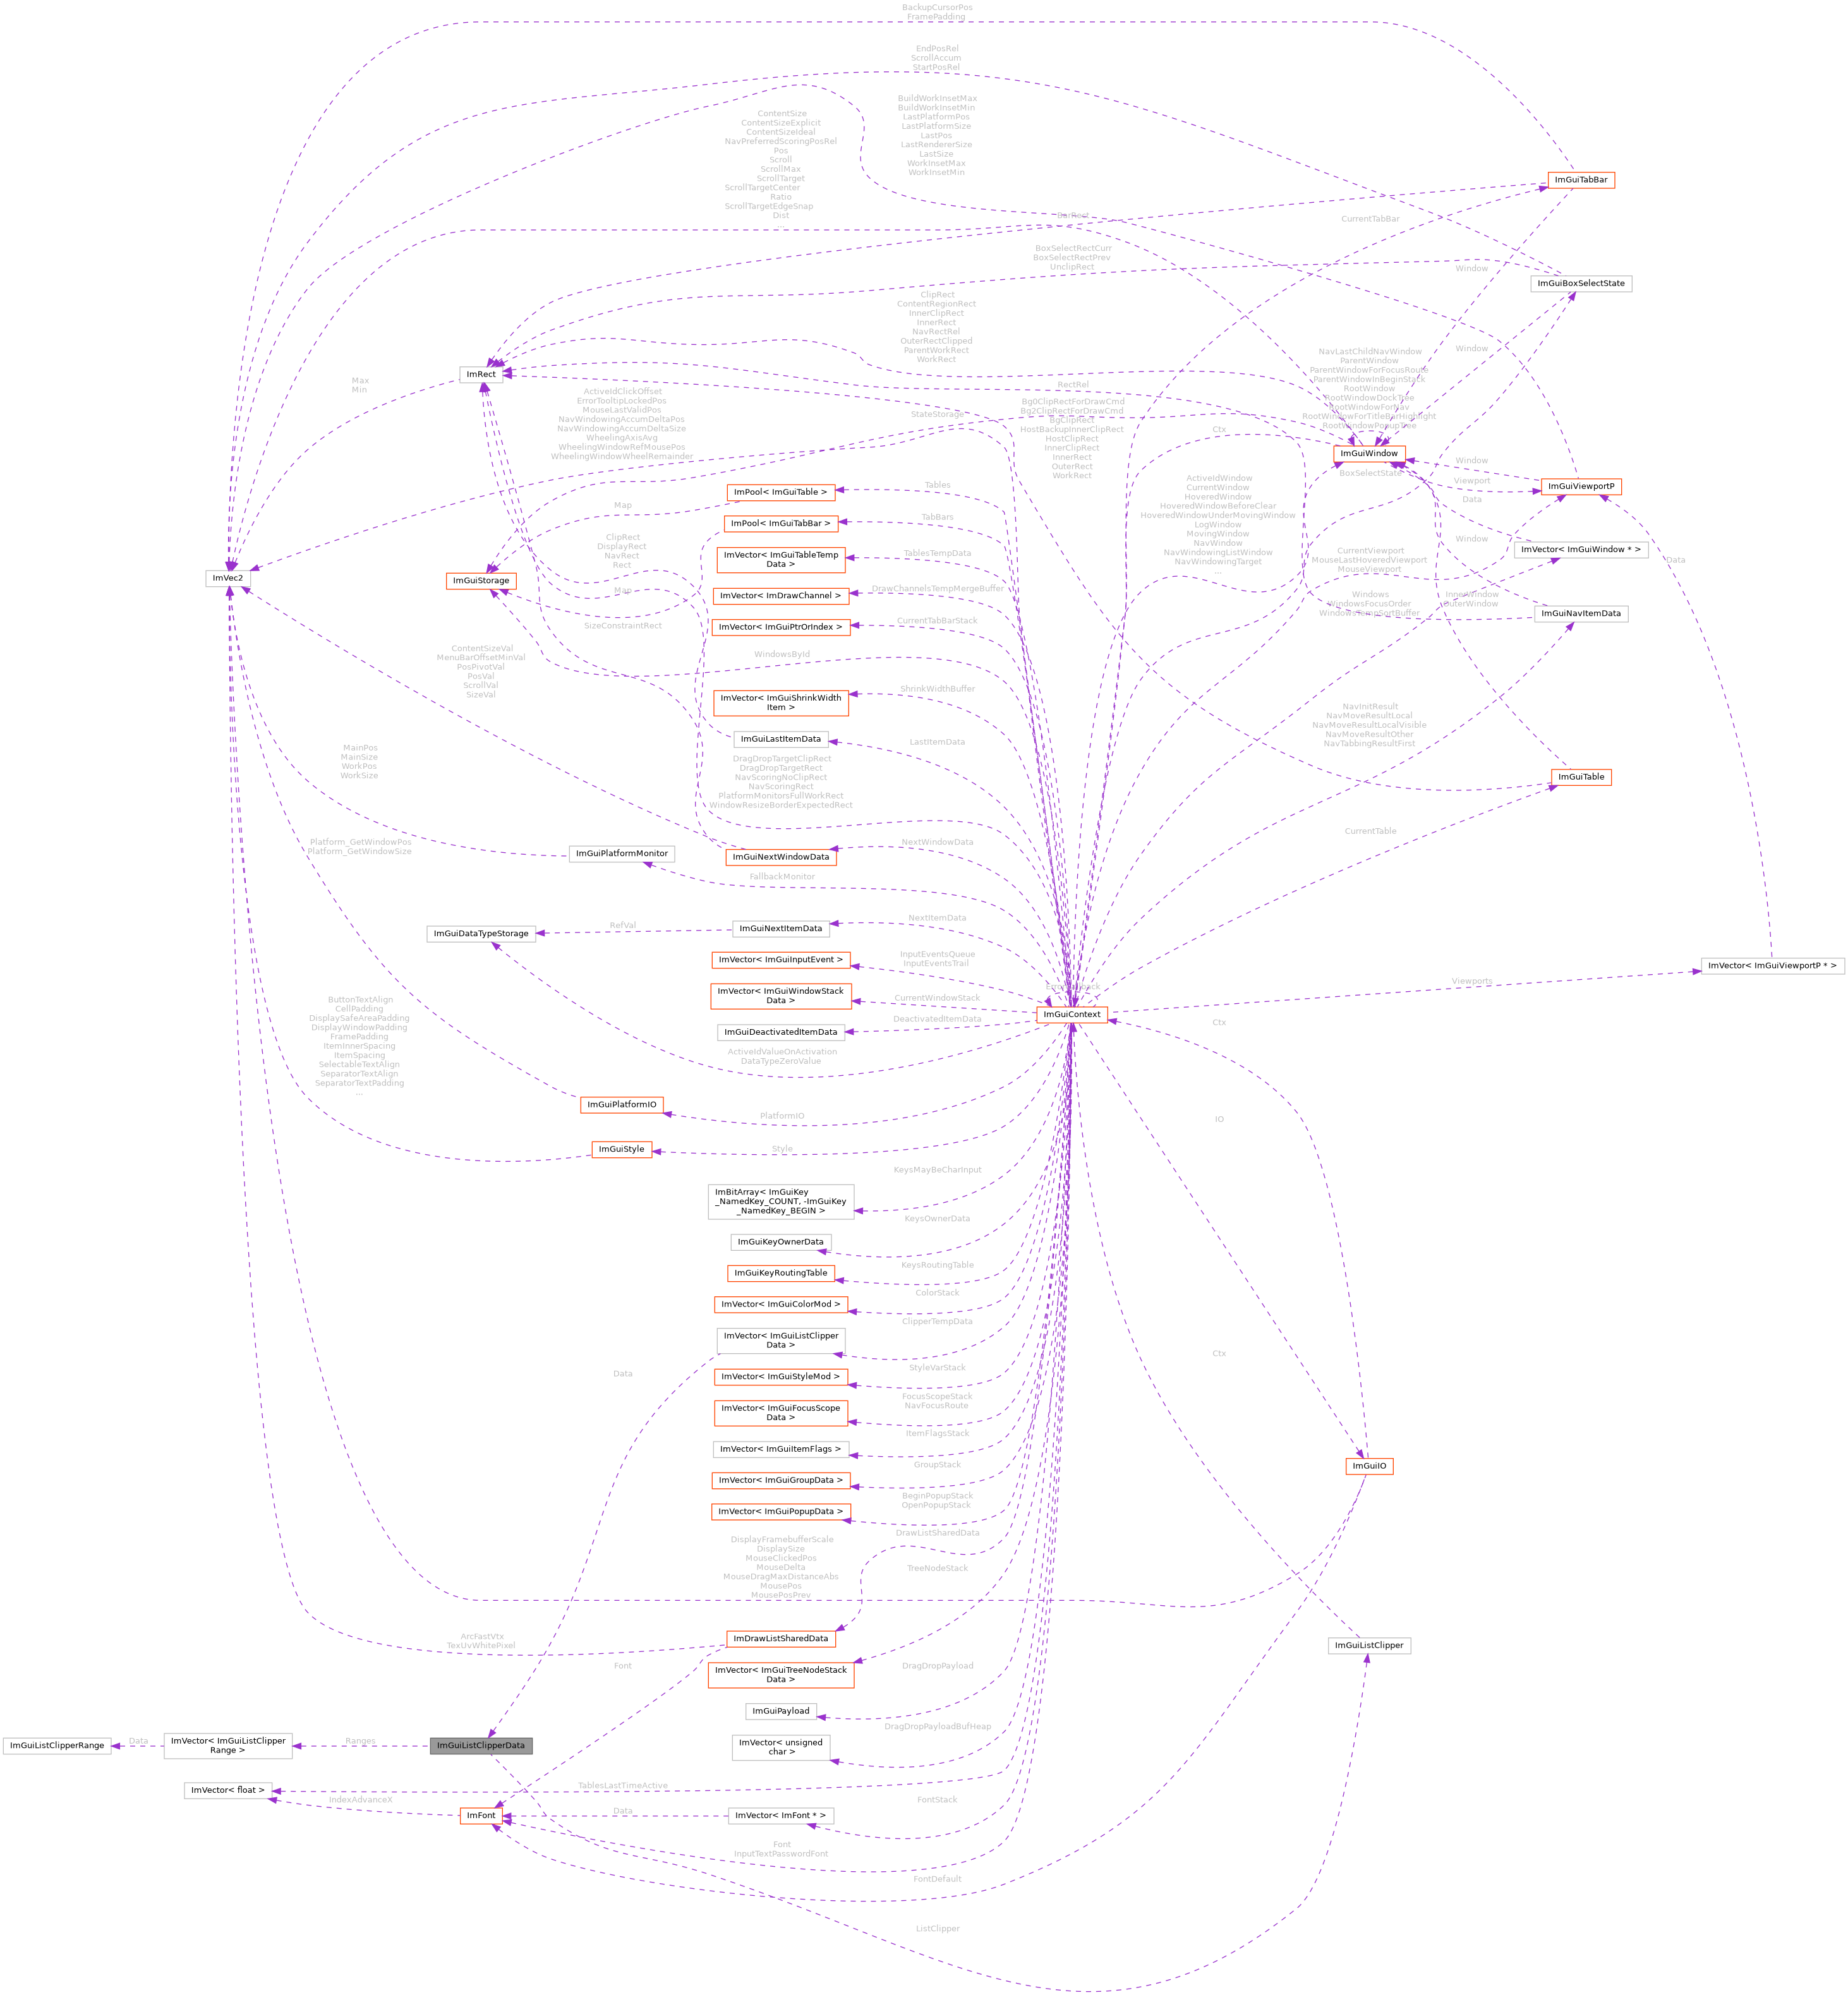 BackupCursorPos
FramePadding
EndPosRel
ScrollAccum
StartPosRel
BuildWorkInsetMax
BuildWorkInsetMin
LastPlatformPos
LastPlatformSize
LastPos
LastRendererSize
LastSize
WorkInsetMax
WorkInsetMin
ContentSize
ContentSizeExplicit
ContentSizeIdeal
NavPreferredScoringPosRel
Pos
Scroll
ScrollMax
ScrollTarget
ScrollTargetCenter
Ratio
ScrollTargetEdgeSnap
Dist
...
ImGuiTabBar
BarRect
CurrentTabBar
BoxSelectRectCurr
BoxSelectRectPrev
UnclipRect
Window
ImGuiBoxSelectState
ClipRect
ContentRegionRect
InnerClipRect
InnerRect
NavRectRel
OuterRectClipped
ParentWorkRect
WorkRect
Window
NavLastChildNavWindow
ParentWindow
ParentWindowForFocusRoute
ParentWindowInBeginStack
RootWindow
RootWindowDockTree
RootWindowForNav
RootWindowForTitleBarHighlight
RootWindowPopupTree
ImRect
Max
Min
ActiveIdClickOffset
ErrorTooltipLockedPos
MouseLastValidPos
NavWindowingAccumDeltaPos
NavWindowingAccumDeltaSize
WheelingAxisAvg
WheelingWindowRefMousePos
WheelingWindowWheelRemainder
RectRel
StateStorage
Bg0ClipRectForDrawCmd
Bg2ClipRectForDrawCmd
BgClipRect
HostBackupInnerClipRect
HostClipRect
InnerClipRect
InnerRect
OuterRect
WorkRect
Ctx
ImGuiWindow
BoxSelectState
Window
Viewport
ImGuiViewportP
Data
ActiveIdWindow
CurrentWindow
HoveredWindow
HoveredWindowBeforeClear
HoveredWindowUnderMovingWindow
LogWindow
MovingWindow
NavWindow
NavWindowingListWindow
NavWindowingTarget
...
ImPool< ImGuiTable >
Tables
Map
ImPool< ImGuiTabBar >
TabBars
Window
ImVector< ImGuiWindow * >
ImVector< ImGuiTableTemp
Data >
TablesTempData
CurrentViewport
MouseLastHoveredViewport
MouseViewport
Data
ClipRect
DisplayRect
NavRect
Rect
ImVec2
ImGuiStorage
Map
ImVector< ImDrawChannel >
DrawChannelsTempMergeBuffer
Windows
WindowsFocusOrder
WindowsTempSortBuffer
InnerWindow
OuterWindow
ImGuiNavItemData
SizeConstraintRect
ImVector< ImGuiPtrOrIndex >
CurrentTabBarStack
ContentSizeVal
MenuBarOffsetMinVal
PosPivotVal
PosVal
ScrollVal
SizeVal
WindowsById
ImVector< ImGuiShrinkWidth
Item >
ShrinkWidthBuffer
NavInitResult
NavMoveResultLocal
NavMoveResultLocalVisible
NavMoveResultOther
NavTabbingResultFirst
ImGuiLastItemData
LastItemData
MainPos
MainSize
WorkPos
WorkSize
DragDropTargetClipRect
DragDropTargetRect
NavScoringNoClipRect
NavScoringRect
PlatformMonitorsFullWorkRect
WindowResizeBorderExpectedRect
ImGuiTable
CurrentTable
Platform_GetWindowPos
Platform_GetWindowSize
ImGuiPlatformMonitor
ImGuiNextWindowData
NextWindowData
FallbackMonitor
ImGuiDataTypeStorage
RefVal
ImGuiNextItemData
NextItemData
ImVector< ImGuiInputEvent >
InputEventsQueue
InputEventsTrail
ImVector< ImGuiViewportP * >
Viewports
ImVector< ImGuiWindowStack
Data >
CurrentWindowStack
ErrorCallback
ImGuiContext
ImGuiDeactivatedItemData
DeactivatedItemData
Ctx
ButtonTextAlign
CellPadding
DisplaySafeAreaPadding
DisplayWindowPadding
FramePadding
ItemInnerSpacing
ItemSpacing
SelectableTextAlign
SeparatorTextAlign
SeparatorTextPadding
...
ActiveIdValueOnActivation
DataTypeZeroValue
ImGuiPlatformIO
PlatformIO
IO
ImGuiStyle
Style
KeysMayBeCharInput
ImBitArray< ImGuiKey
_NamedKey_COUNT, -ImGuiKey
_NamedKey_BEGIN >
KeysOwnerData
ImGuiKeyOwnerData
KeysRoutingTable
ImGuiKeyRoutingTable
ColorStack
ImVector< ImGuiColorMod >
ClipperTempData
ImVector< ImGuiListClipper
Data >
Ctx
Data
StyleVarStack
ImVector< ImGuiStyleMod >
FocusScopeStack
NavFocusRoute
ImVector< ImGuiFocusScope
Data >
ItemFlagsStack
ImVector< ImGuiItemFlags >
GroupStack
ImGuiIO
ImVector< ImGuiGroupData >
BeginPopupStack
OpenPopupStack
ImVector< ImGuiPopupData >
DrawListSharedData
DisplayFramebufferScale
DisplaySize
MouseClickedPos
MouseDelta
MouseDragMaxDistanceAbs
MousePos
MousePosPrev
TreeNodeStack
ArcFastVtx
TexUvWhitePixel
ImDrawListSharedData
ImGuiListClipper
Font
ImVector< ImGuiTreeNodeStack
Data >
DragDropPayload
ImGuiPayload
DragDropPayloadBufHeap
ImGuiListClipperRange
Data
ImVector< ImGuiListClipper
Range >
Ranges
ImGuiListClipperData
ImVector< unsigned
char >
TablesLastTimeActive
ImVector< float >
IndexAdvanceX
FontStack
ImFont
Data
ImVector< ImFont * >
Font
InputTextPasswordFont
FontDefault
ListClipper